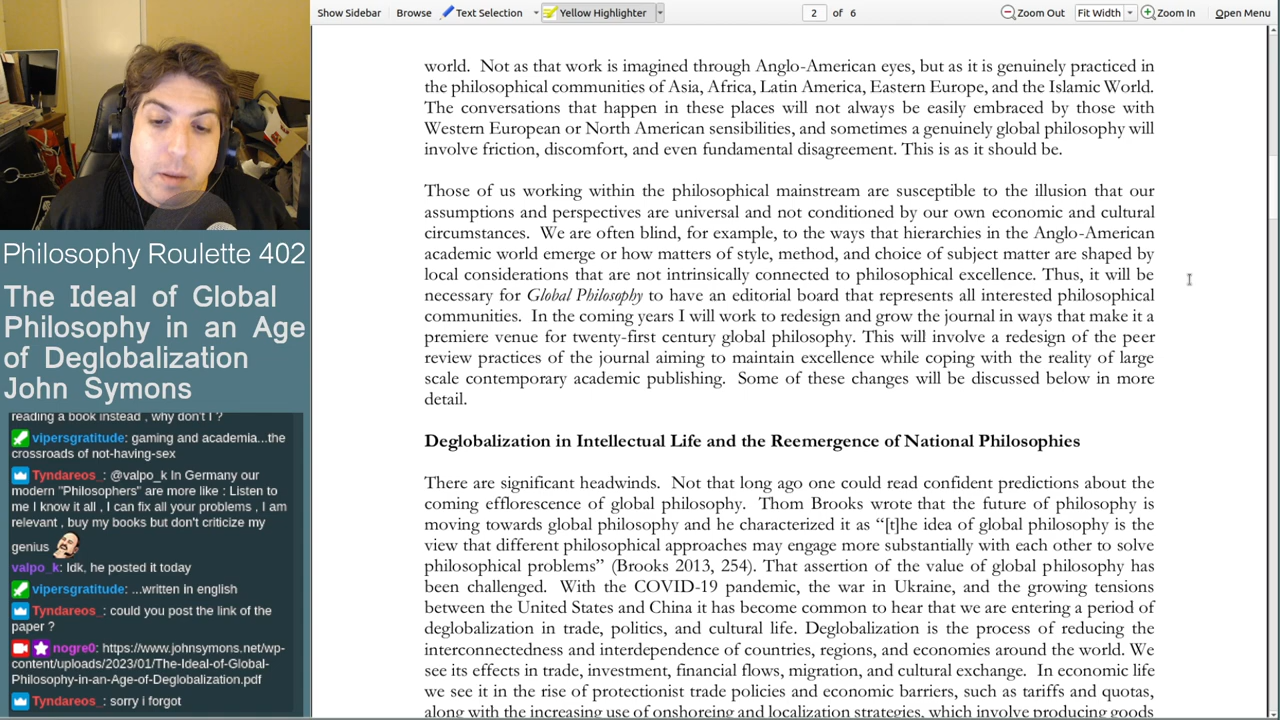 Show Sidebar Browse Text Selection Yellow Highlighter 2 of 6 Zoom Out Fit Width Zoom In Open Menu
world. Not as that work is imagined through Anglo-American eyes, but as it is genuinely practiced in
the philosophical communities of Asia, Africa, Latin America, Eastern Europe, and the Islamic World.
The conversations that happen in these places will not always be easily embraced by those with
Western European or North American sensibilities, and sometimes a genuinely global philosophy will
involve friction, discomfort, and even fundamental disagreement. This is as it should be.
Those of us working within the philosophical mainstream are susceptible to the illusion that our
assumptions and perspectives are universal and not conditioned by our own economic and cultural
circumstances. We are often blind, for example, to the ways that hierarchies in the Anglo-American
academic world emerge or how matters of style, method, and choice of subject matter are shaped by
local considerations that are not intrinsically connected to philosophical excellence. Thus, it will be
necessary for Global Philosophy to have an editorial board that represents all interested philosophical
communities. In the coming years I will work to redesign and grow the journal in ways that make it a
premiere venue for twenty-first century global philosophy. This will involve a redesign of the peer
review practices of the journal aiming to maintain excellence while coping with the reality of large
scale contemporary academic publishing. Some of these changes will be discussed below in more
detail.
Deglobalization in Intellectual Life and the Reemergence of National Philosophies
There are significant headwinds. Not that long ago one could read confident predictions about the
coming efflorescence of global philosophy. Thom Brooks wrote that the future of philosophy is
moving towards global philosophy and he characterized it as “[t]he idea of global philosophy is the
view that different philosophical approaches may engage more substantially with each other to solve
philosophical problems” (Brooks 2013, 254). That assertion of the value of global philosophy has
been challenged. With the COVID-19 pandemic, the war in Ukraine, and the growing tensions
between the United States and China it has become common to hear that we are entering a period of
deglobalization in trade, politics, and cultural life. Deglobalization is the process of reducing the
interconnectedness and interdependence of countries, regions, and economies around the world. We
see its effects in trade, investment, financial flows, migration, and cultural exchange. In economic life
we see it in the rise of protectionist trade policies and economic barriers, such as tariffs and quotas,
along with the increasing use of onshoring and localization strategies, which involve producing goods
Philosophy Roulette 402
The Ideal of Global
Philosophy in an Age
of Deglobalization
John Symons
reading a book instead , why don't I ?
vipersgratitude: gaming and academia...the
crossroads of not-having-sex
Tyndareos_: @valpo_k In Germany our
modern "Philosophers" are more like : Listen to
me I know it all , I can fix all your problems , I am
relevant , buy my books but don't criticize my
genius
valpo_k: Idk, he posted it today
vipersgratitude: ...written in english
Tyndareos_: could you post the link of the
paper ?
nogre0: https://www.johnsymons.net/wp-
content/uploads/2023/01/The-Ideal-of-Global-
Philosophy-in-an-Age-of-Deglobalization.pdf
Tyndareos_: sorry i forgot